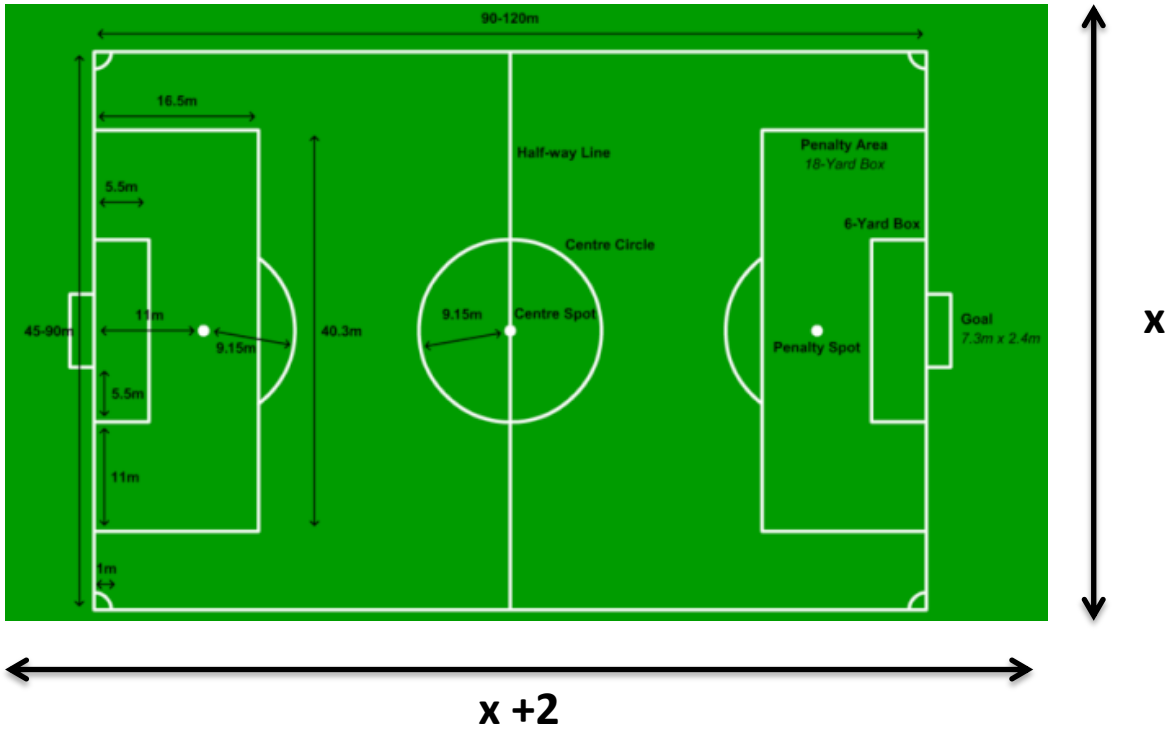 90-120m
16.5m
Half-way Line
Penalty Area
18-Yard Box
5.5m
6-Yard Box
Centre Circle
45-90m
11m
9.15m
40.3m
9.15m
Centre Spot
Penalty Spot
Goal
7.3m x 2.4m
x
5.5m
11m
1m
x +2